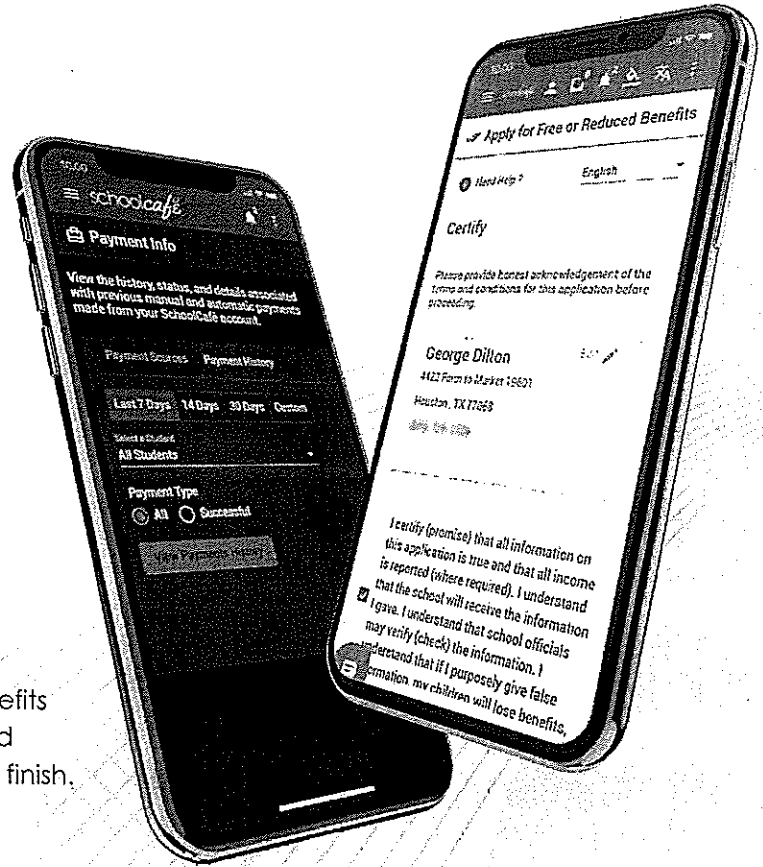 10:00
schoolcafé
Payment Info
View the history, status, and details associated
with previous manual and automatic payments
made from your SchoolCafé account.
Payment Sources Payment History
Last 7 Days 14 Days 30 Days Custom
Select a Student
All Students
Payment Type
All Successful
View Payment History
Apply for Free or Reduced Benefits
Need Help ?
English
Certify
Please provide honest acknowledgement of the
terms and conditions for this application before
proceeding.
George Dillon
4422 Farm to Market
Houston, TX
I certify (promise) that all information on
this application is true and that all income
is reported (where required). I understand
that the school will receive the information
I gave. I understand that school officials
may verify (check) the information. I
understand that if I purposely give false
information, my children will lose benefits,
efits
d
finish.